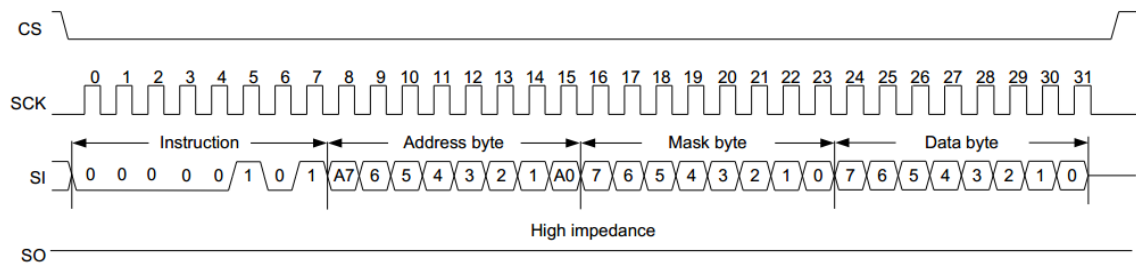 CS
0 1 2 3 4 5 6 7 8 9 10 11 12 13 14 15 16 17 18 19 20 21 22 23 24 25 26 27 28 29 30 31
SCK
Instruction Address byte Mask byte Data byte
SI 0 0 0 0 0 1 0 1 A7 6 5 4 3 2 1 A0 7 6 5 4 3 2 1 0 7 6 5 4 3 2 1 0
High impedance
SO